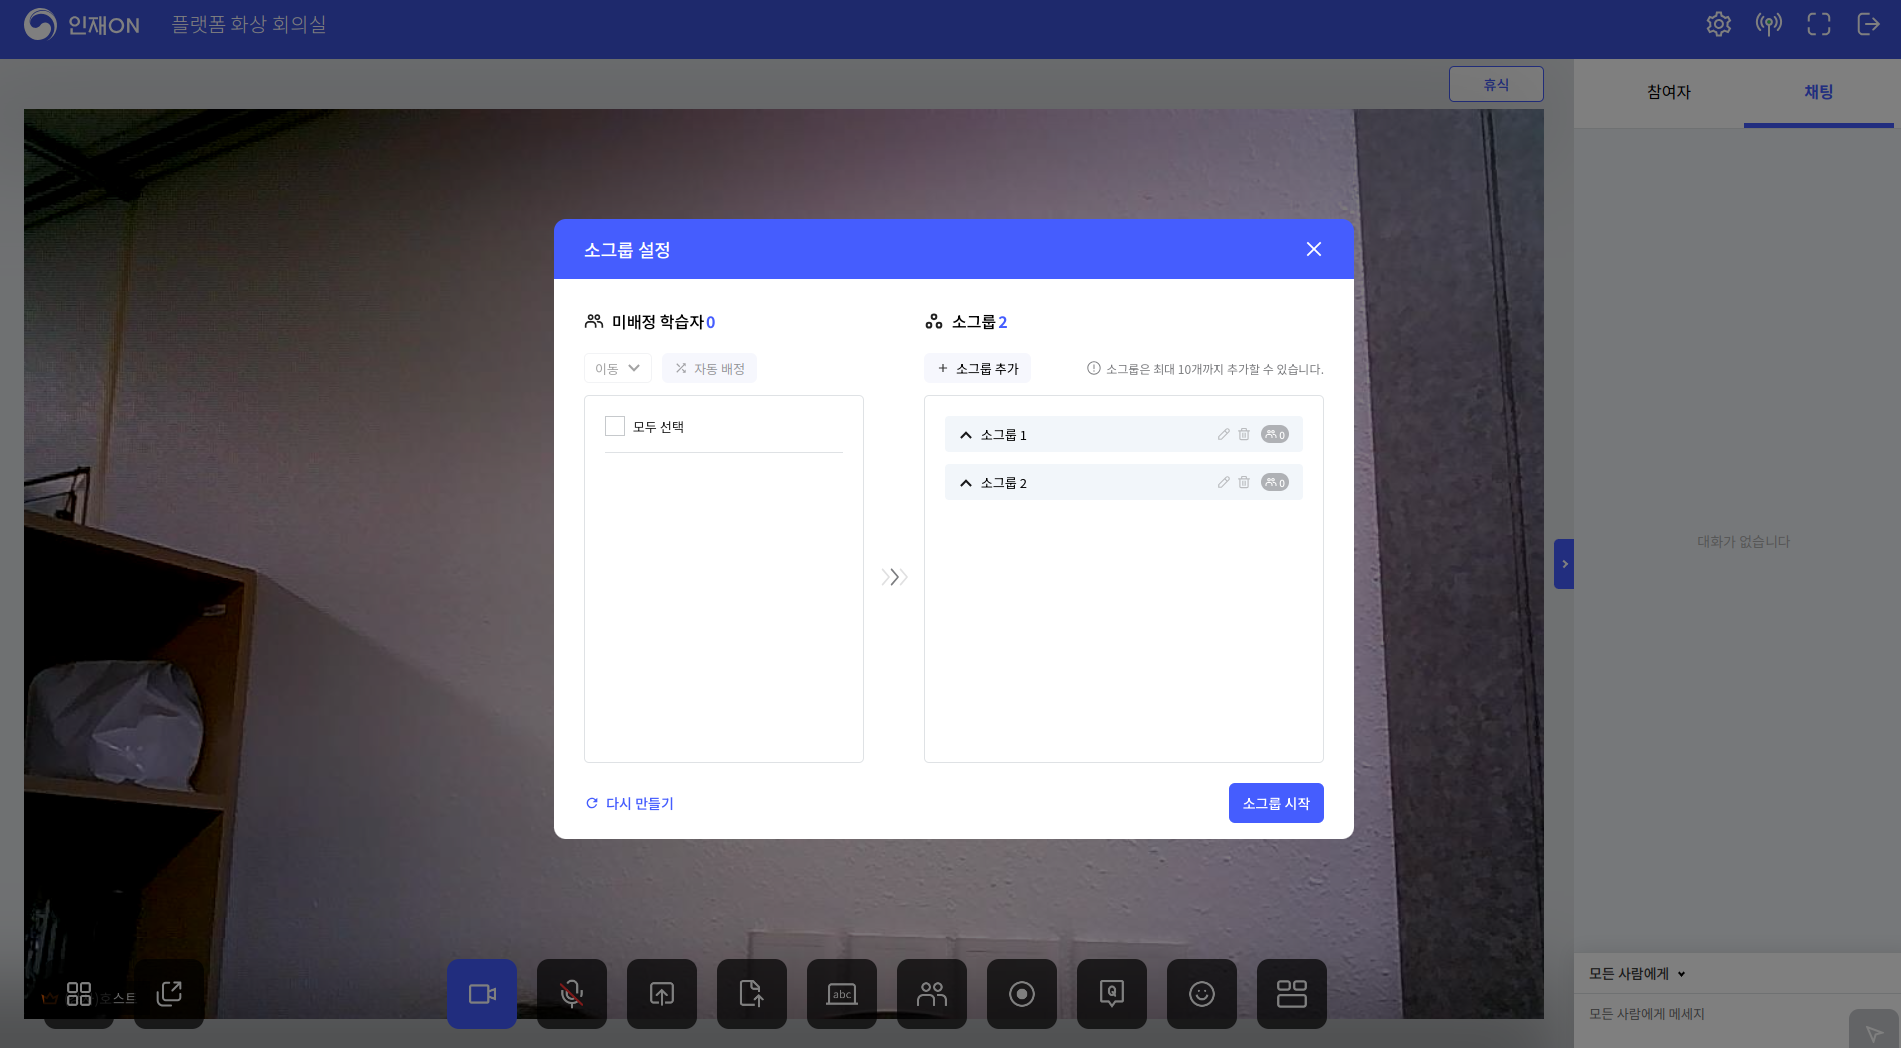 인재ON 플랫폼 화상 회의실
휴식
참여자 채팅
소그룹 설정
미배정 학습자 0
소그룹 2
이동
자동 배정
소그룹 추가
소그룹은 최대 10개까지 추가할 수 있습니다.
모두 선택
소그룹 1
0
소그룹 2
0
대화가 없습니다
다시 만들기
소그룹 시작
모든 사람에게
모든 사람에게 메세지
호스트
abc
Q